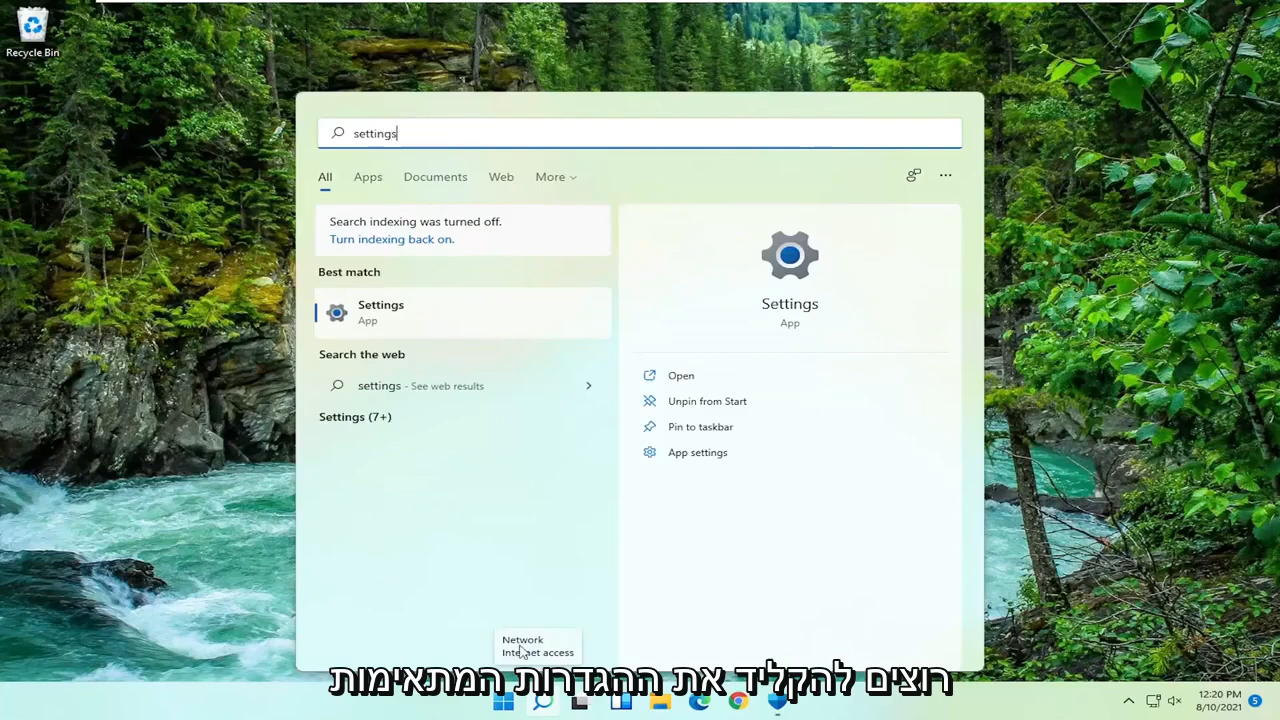 Recycle Bin
settings
All Apps Documents Web More
Search indexing was turned off.
Turn indexing back on.
Best match
Settings
App
Search the web
settings - See web results
Settings (7+)
Settings
App
Open
Unpin from Start
Pin to taskbar
App settings
Network
Internet access
רוצים להקליד את ההגדרות המתאימות
12:20 PM
8/10/2021
5